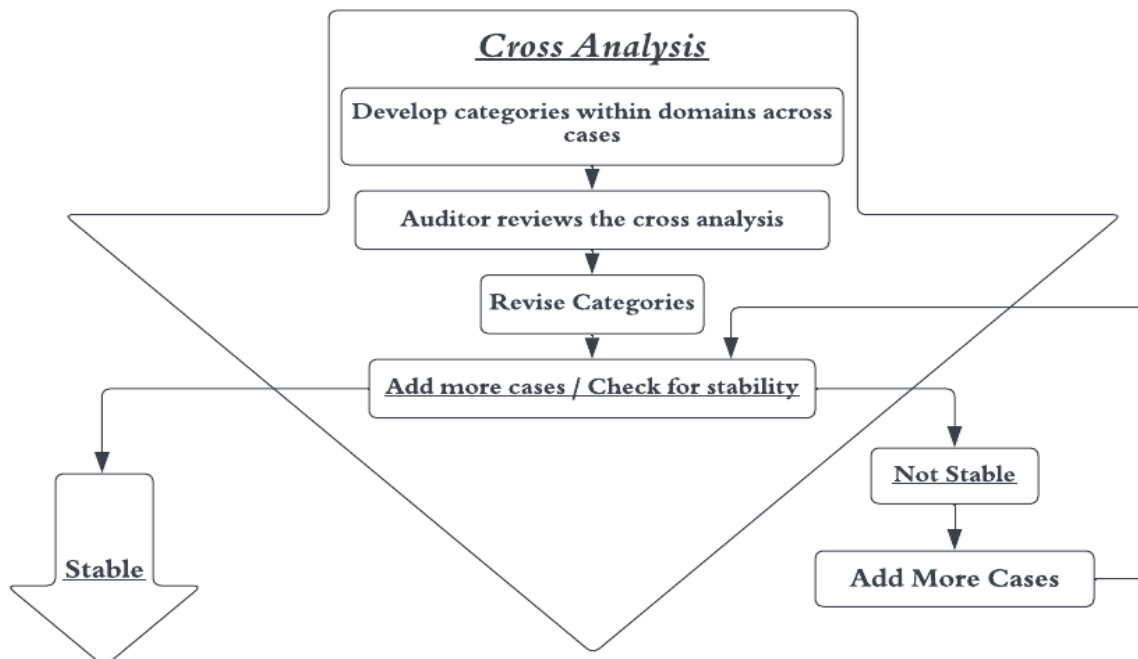 Cross Analysis
Develop categories within domains across
cases
Auditor reviews the cross analysis
Revise Categories
Add more cases / Check for stability
Not Stable
Stable
Add More Cases